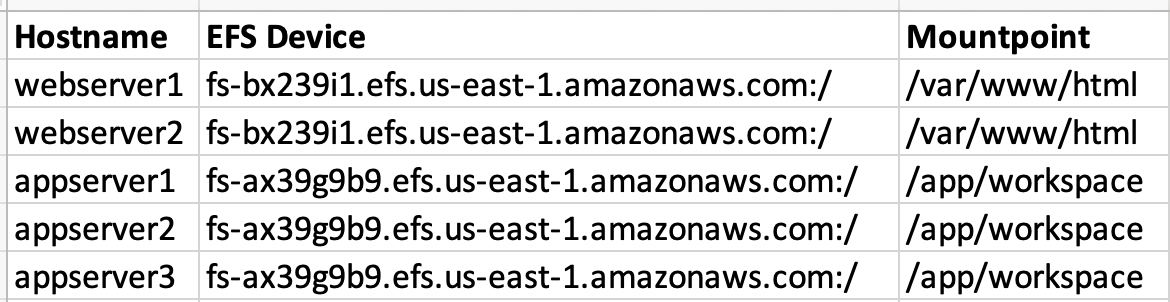 Hostname EFS Device Mountpoint
webserver1 fs-bx239i1.efs.us-east-1.amazonaws.com:/ /var/www/html
webserver2 fs-bx239i1.efs.us-east-1.amazonaws.com:/ /var/www/html
appserver1 fs-ax39g9b9.efs.us-east-1.amazonaws.com:/ /app/workspace
appserver2 fs-ax39g9b9.efs.us-east-1.amazonaws.com:/ /app/workspace
appserver3 fs-ax39g9b9.efs.us-east-1.amazonaws.com:/ /app/workspace